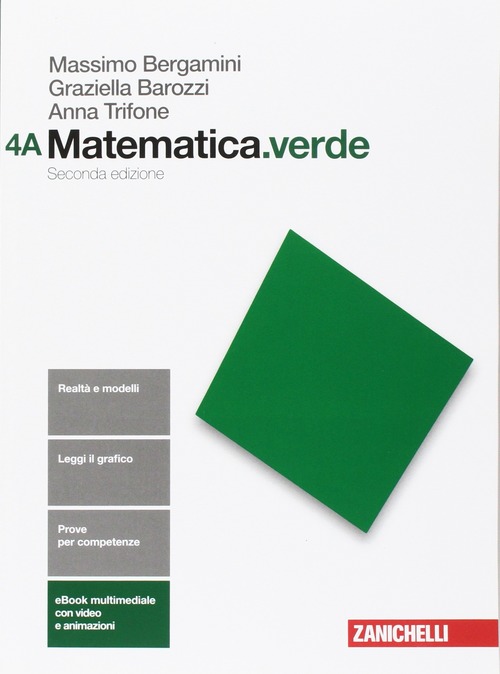 Massimo Bergamini
Graziella Barozzi
Anna Trifone
4A Matematica.verde
Seconda edizione
Realtà e modelli
Leggi il grafico
Prove
per competenze
eBook multimediale
con video
e animazioni
ZANICHELLI